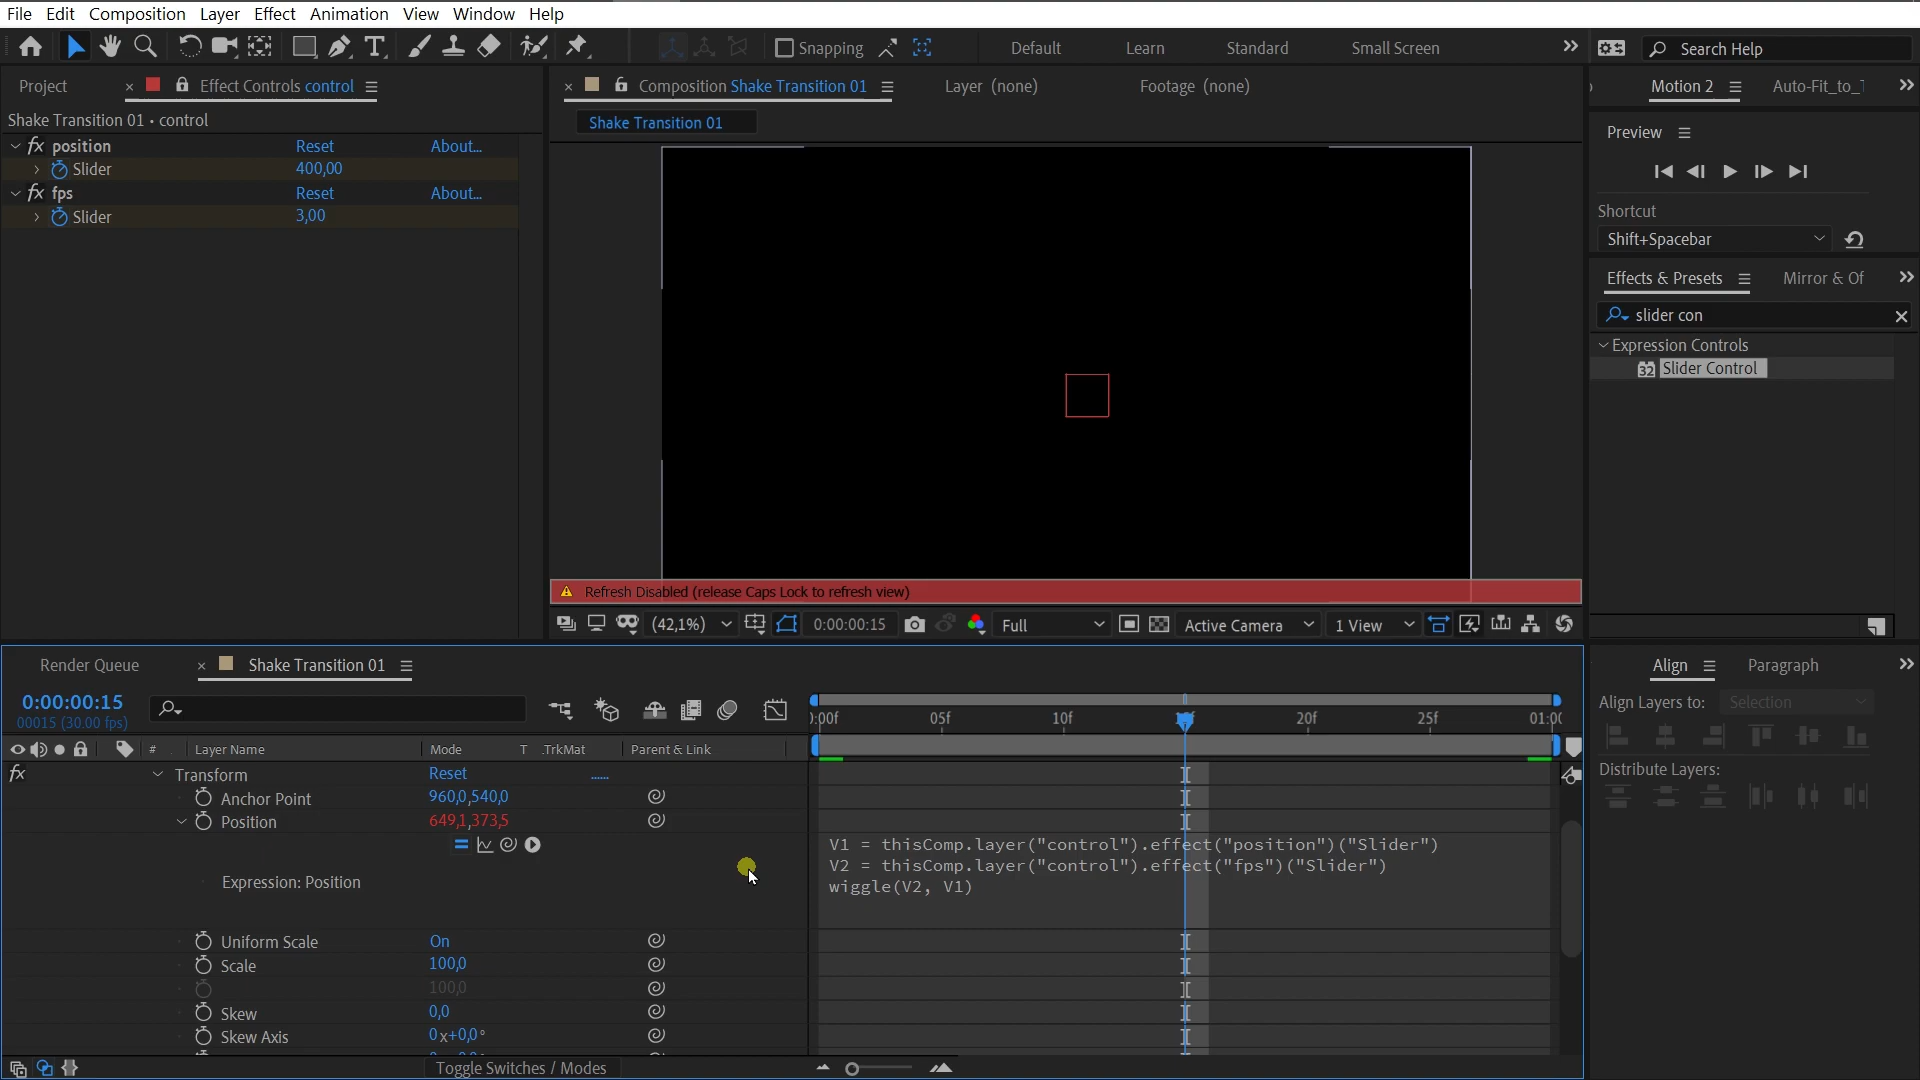 File Edit Composition Layer Effect Animation View Window Help
Snapping Default Learn Standard Small Screen Search Help
Project Effect Controls control Composition Shake Transition 01 Layer (none) Footage (none) Motion 2 Auto-Fit_to_
Shake Transition 01 • control
Shake Transition 01
Preview
fx position Reset About...
Slider 400,00
fx fps Reset About...
Slider 3,00
Shortcut
Shift+Spacebar
Effects & Presets Mirror & Of
slider con
Expression Controls
32 Slider Control
Refresh Disabled (release Caps Lock to refresh view)
(42,1%) 0:00:00:15 Full Active Camera 1 View
Render Queue Shake Transition 01 Align Paragraph
0:00:00:15
00015 (30.00 fps)
Align Layers to: Selection
):00f 05f 10f 20f 25f 01:00
# Layer Name Mode T .TrkMat Parent & Link
Distribute Layers:
fx Transform Reset ......
Anchor Point 960,0,540,0
Position 649,1,373,5
V1 = thisComp.layer("control").effect("position")("Slider")
V2 = thisComp.layer("control").effect("fps")("Slider")
wiggle(V2, V1)
Expression: Position
Uniform Scale On
Scale 100,0
100,0
Skew 0,0
Skew Axis 0x+0,0°
Toggle Switches / Modes